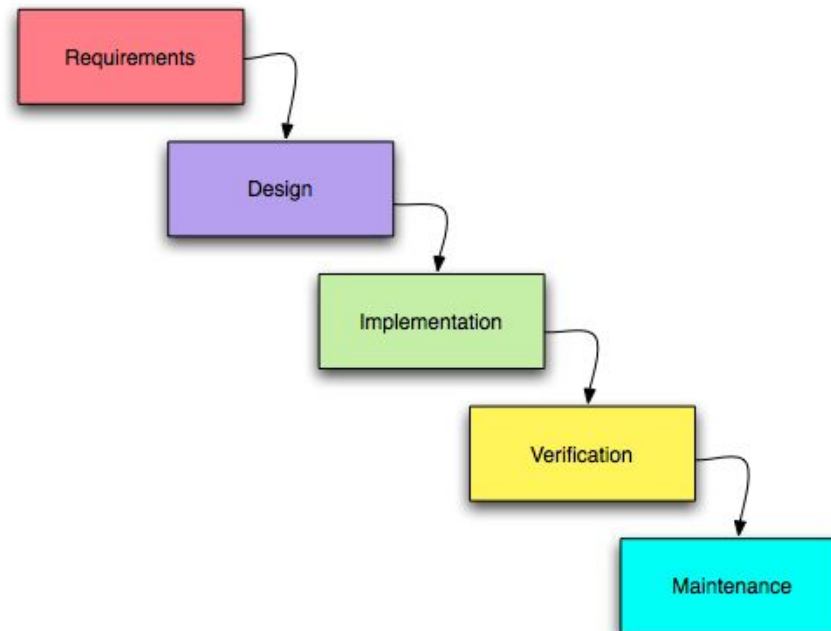 Requirements
Design
Implementation
Verification
Maintenance